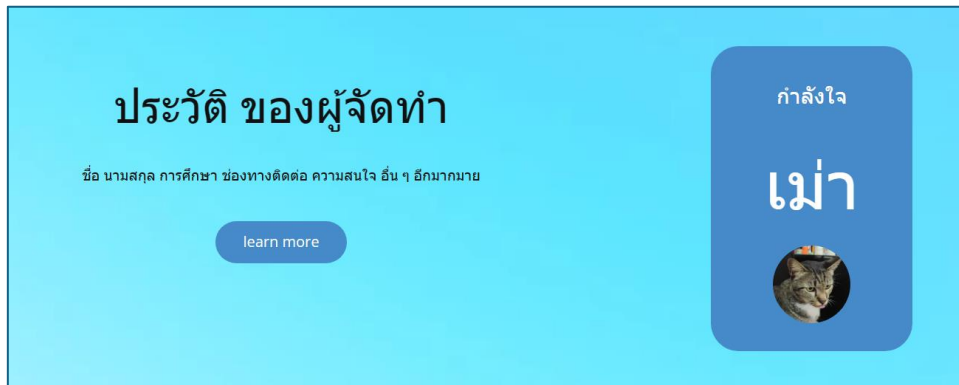 ประวัติ ของผู้จัดทำ
ชื่อ นามสกุล การศึกษา ช่องทางติดต่อ ความสนใจ อื่น ๆ อีกมากมาย
learn more
กำลังใจ
เม่า